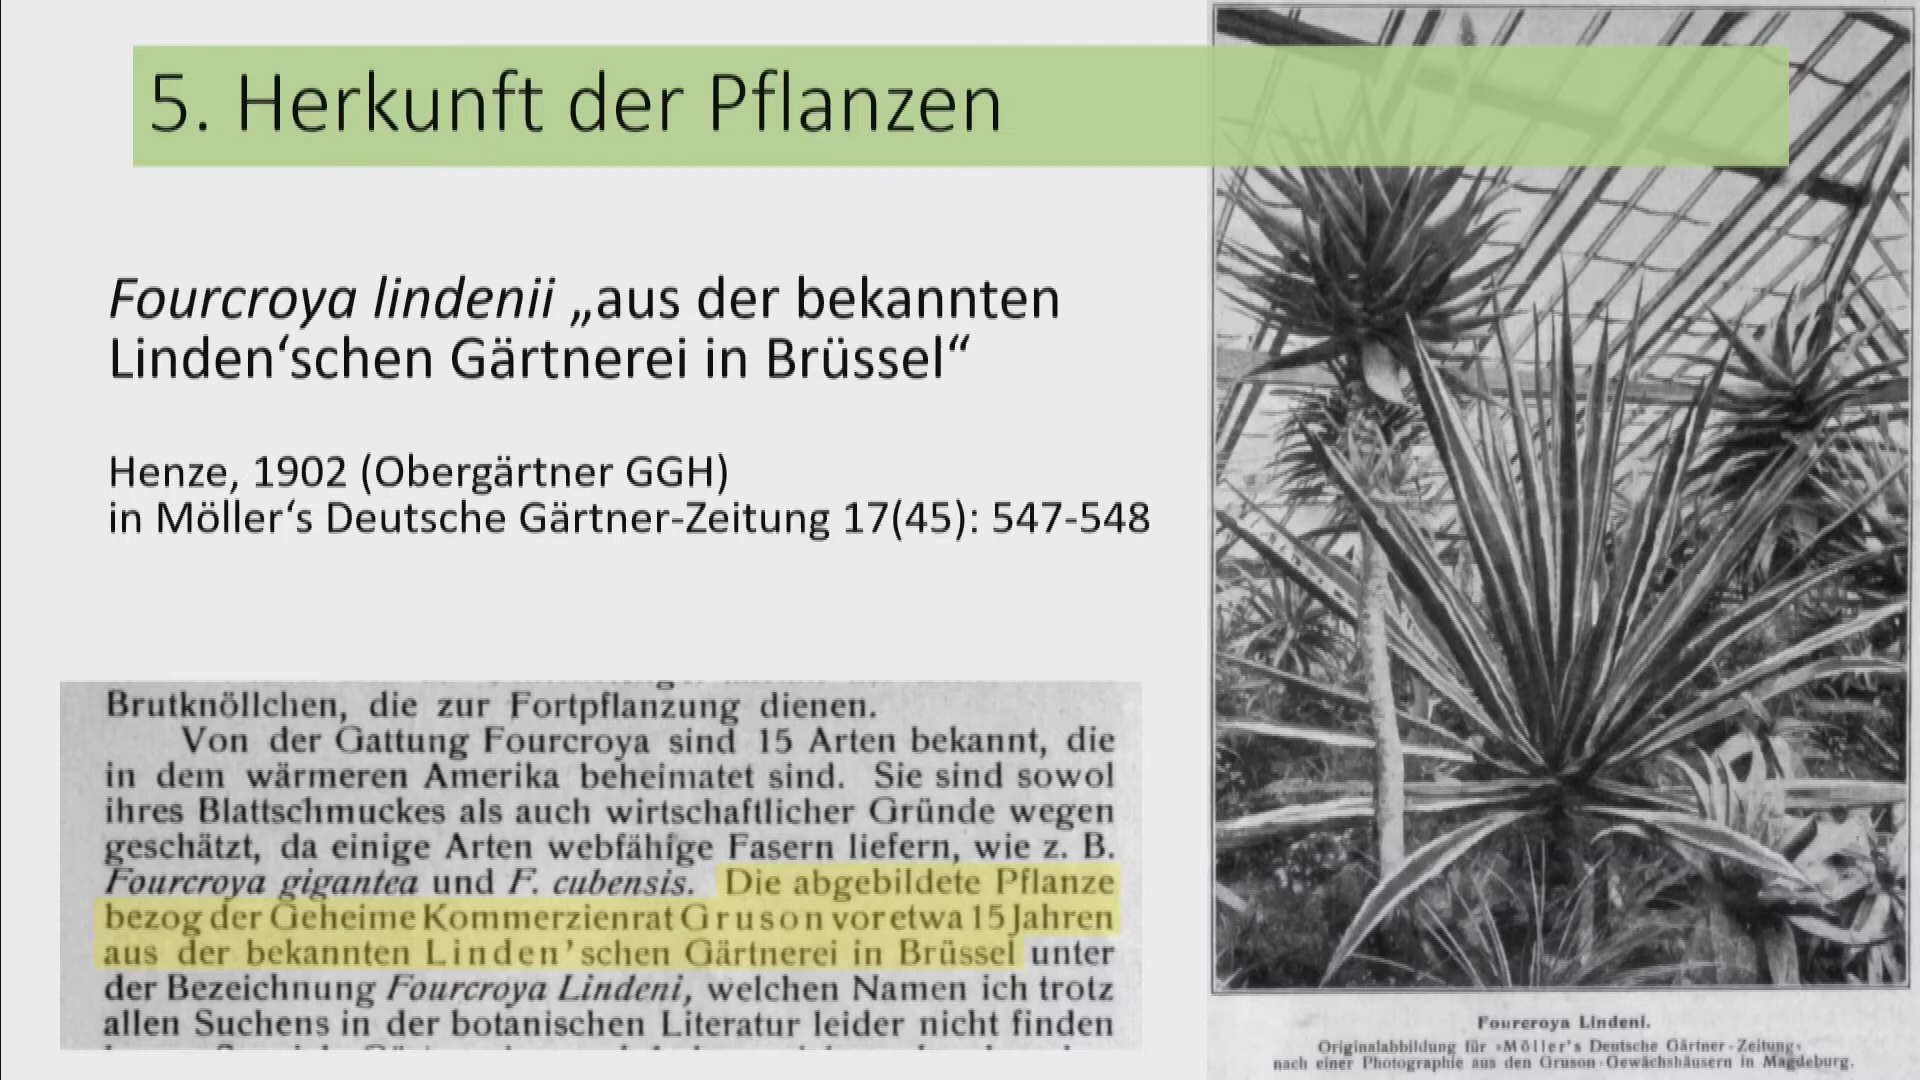 5. Herkunft der Pflanzen
Fourcroya lindenii „aus der bekannten
Linden‘schen Gärtnerei in Brüssel“
Henze, 1902 (Obergärtner GGH)
in Möller‘s Deutsche Gärtner-Zeitung 17(45): 547-548
Brutknöllchen, die zur Fortpflanzung dienen.
Von der Gattung Fourcroya sind 15 Arten bekannt, die
in dem wärmeren Amerika beheimatet sind. Sie sind sowol
ihres Blattschmuckes als auch wirtschaftlicher Gründe wegen
geschätzt, da einige Arten webfähige Fasern liefern, wie z. B.
Fourcroya gigantea und F. cubensis. Die abgebildete Pflanze
bezog der Geheime Kommerzienrat Gruson vor etwa 15 Jahren
aus der bekannten Linden'schen Gärtnerei in Brüssel unter
der Bezeichnung Fourcroya Lindeni, welchen Namen ich trotz
allen Suchens in der botanischen Literatur leider nicht finden
Foureroya Lindeni.
Originalabbildung für »Möller's Deutsche Gärtner-Zeitung«
nach einer Photographie aus den Gruson-Gewächshäusern in Magdeburg.